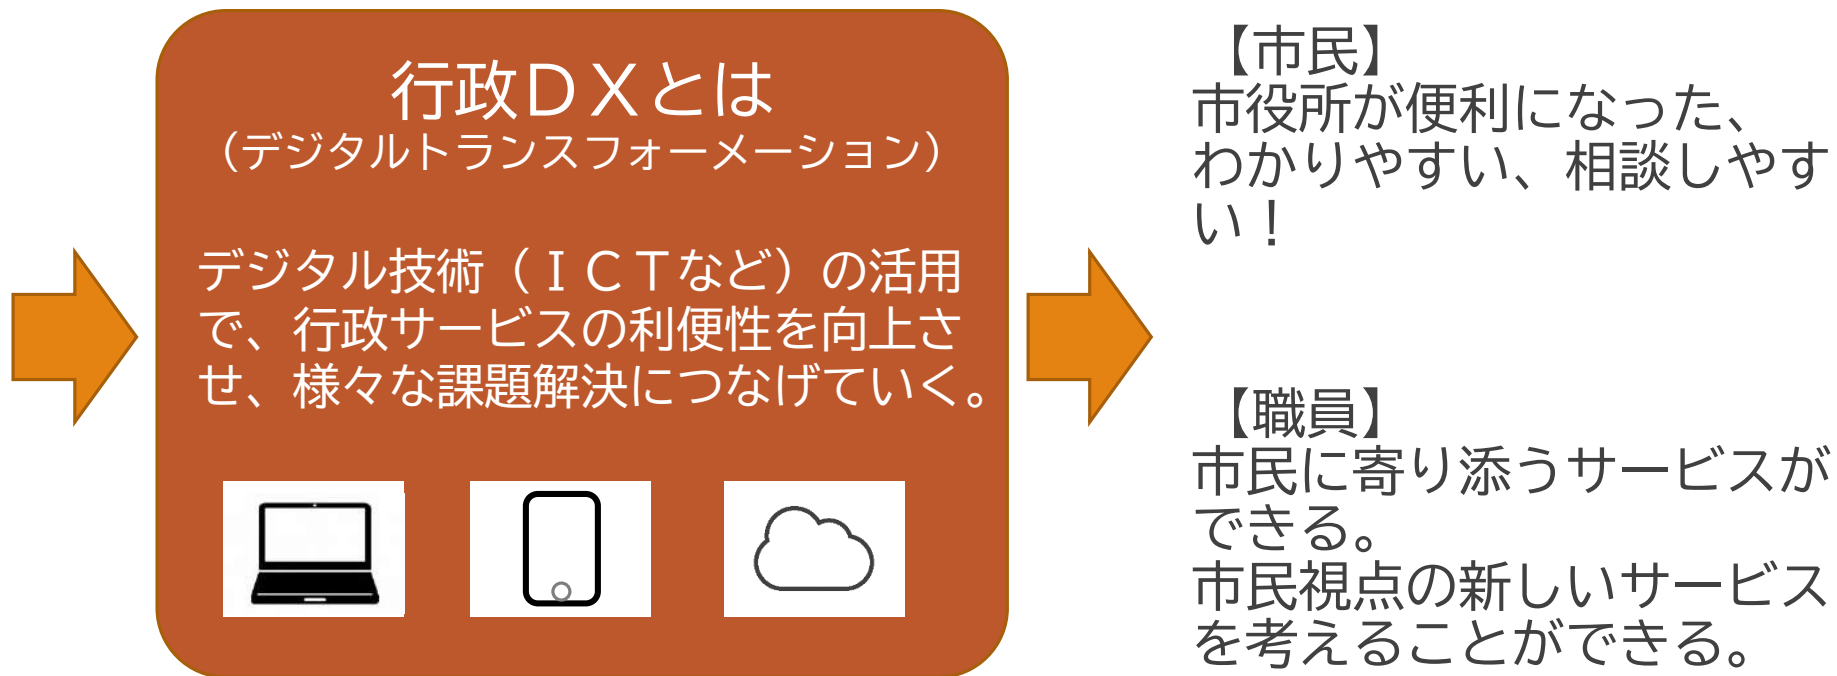 行政ＤＸとは
（デジタルトランスフォーメーション）
デジタル技術（ＩＣＴなど）の活用
で、行政サービスの利便性を向上さ
せ、様々な課題解決につなげていく。
【市民】
市役所が便利になった、
わかりやすい、相談しやす
い！
【職員】
市民に寄り添うサービスが
できる。
市民視点の新しいサービス
を考えることができる。